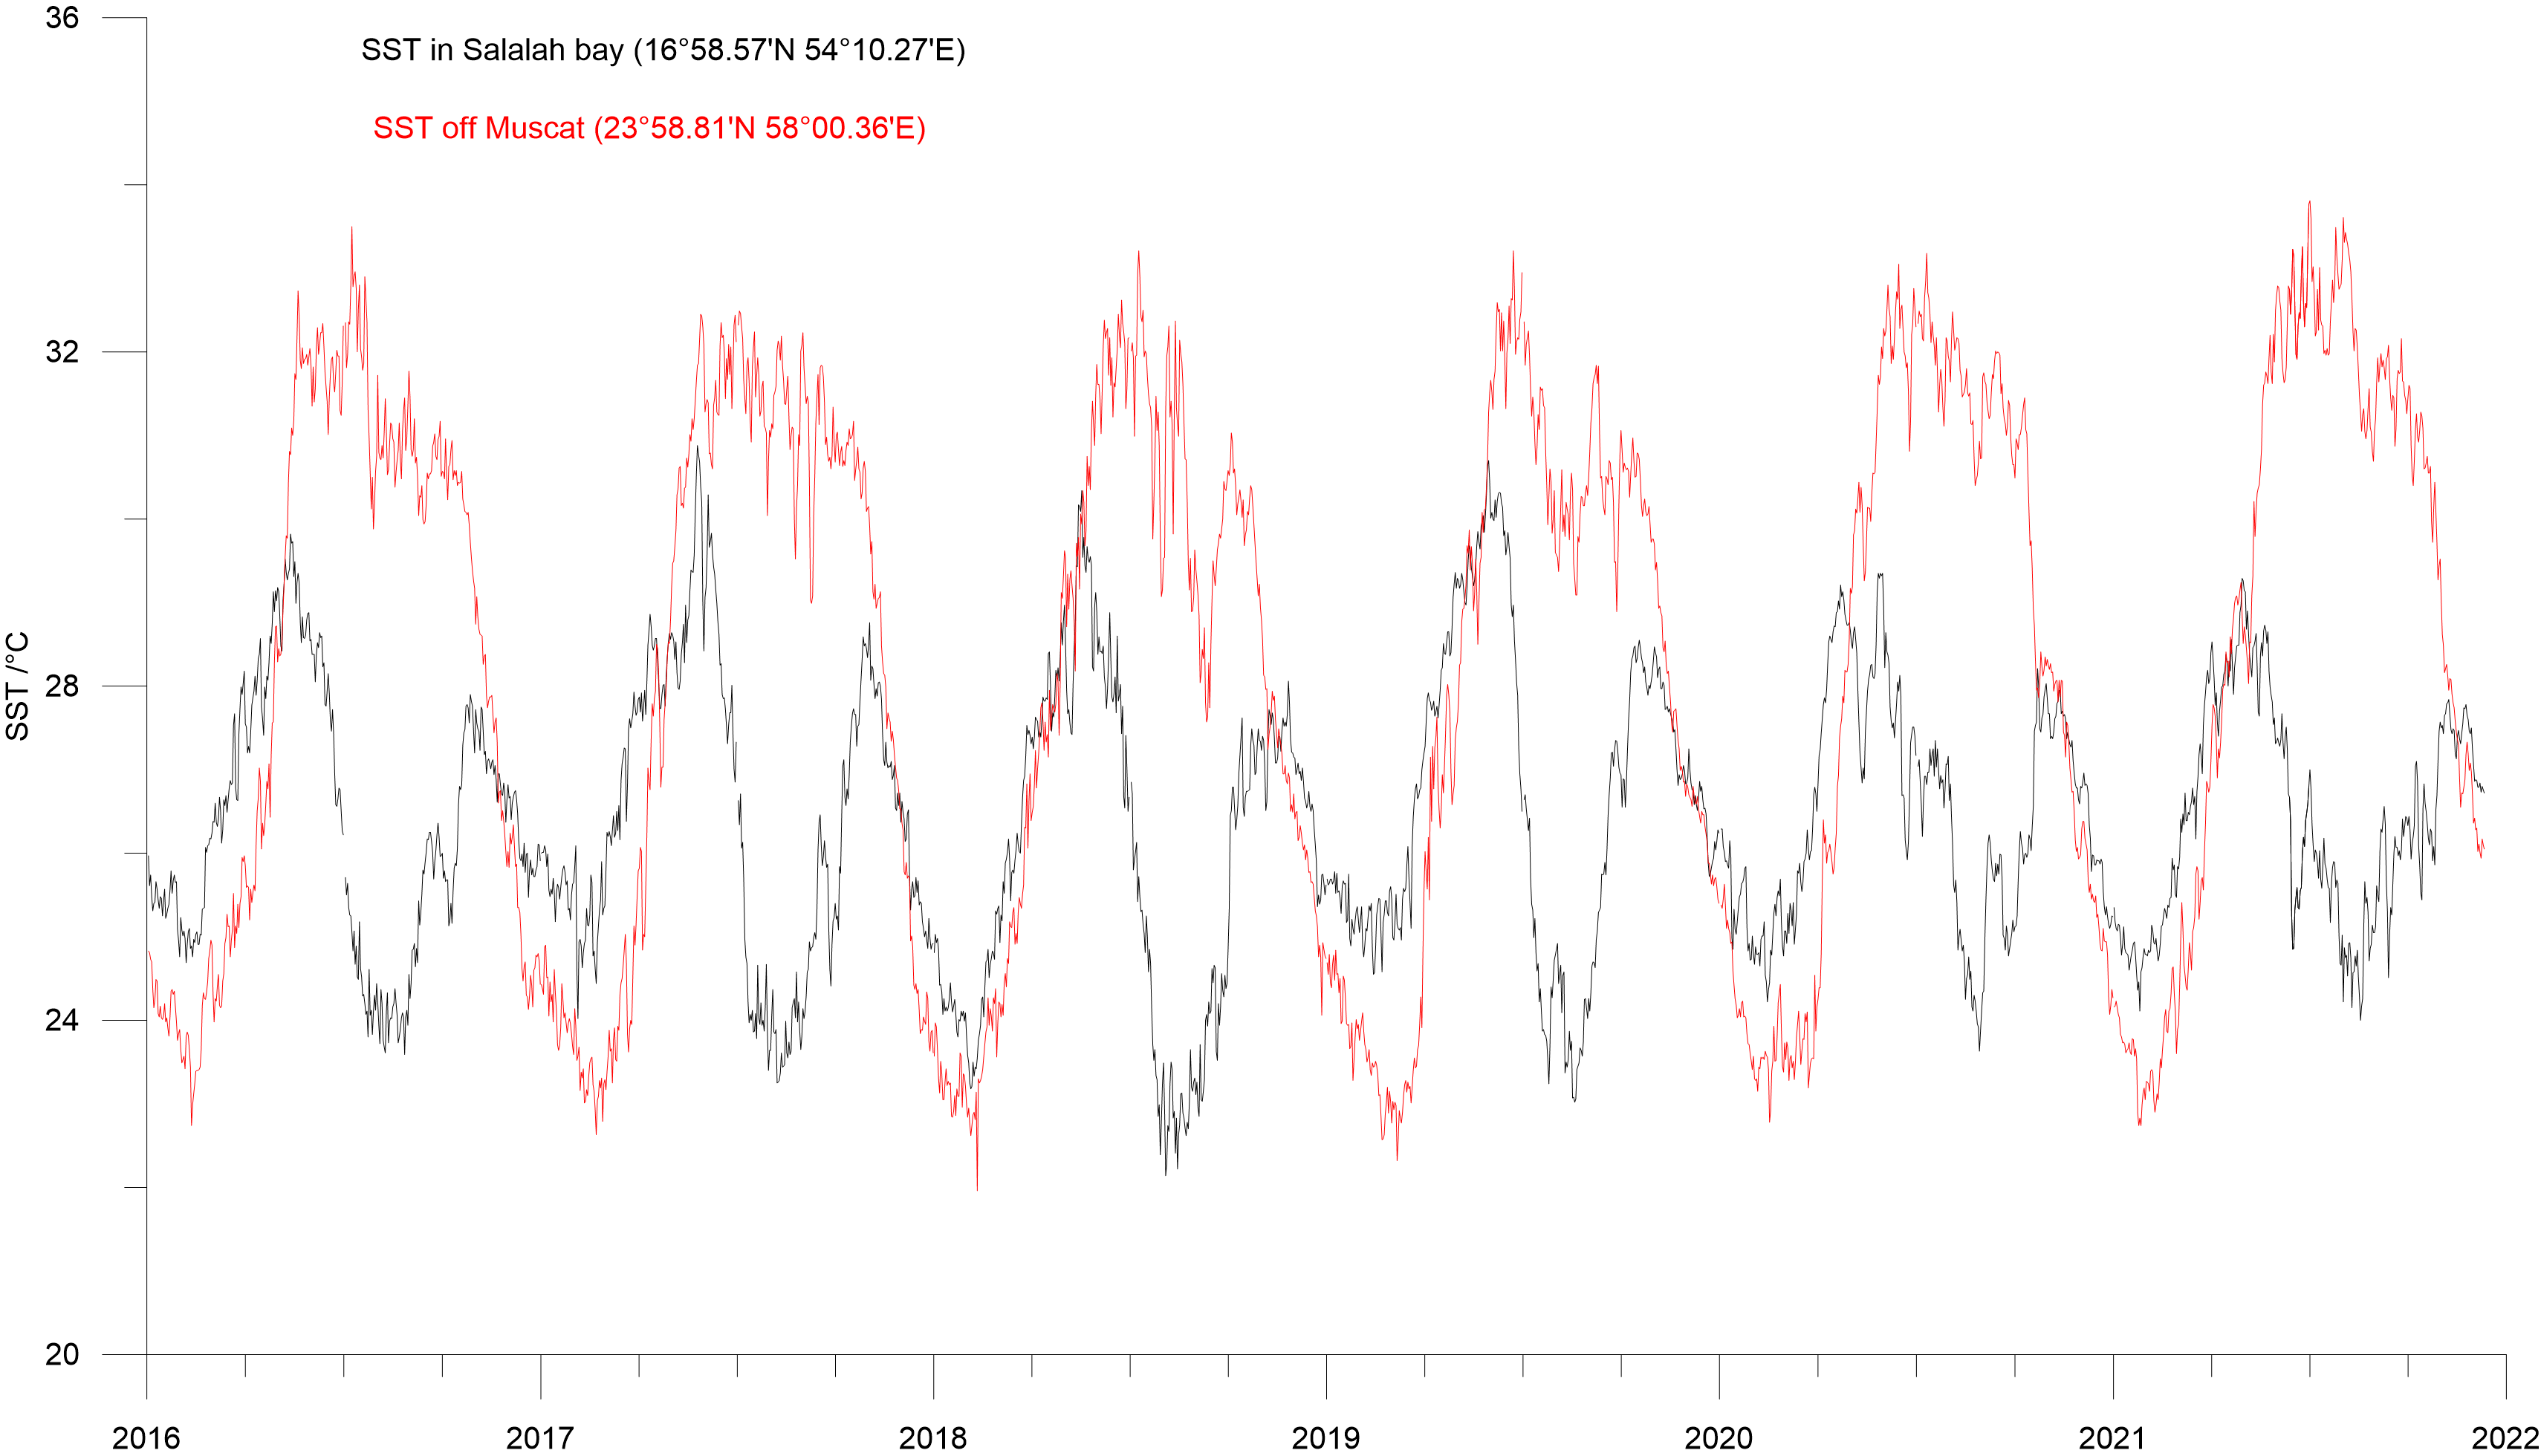 36
SST in Salalah bay (16°58.57'N 54°10.27'E)
SST off Muscat (23°58.81'N 58°00.36'E)
32
SST /°C
28
24
20
2016 2017 2018 2019 2020 2021 2022